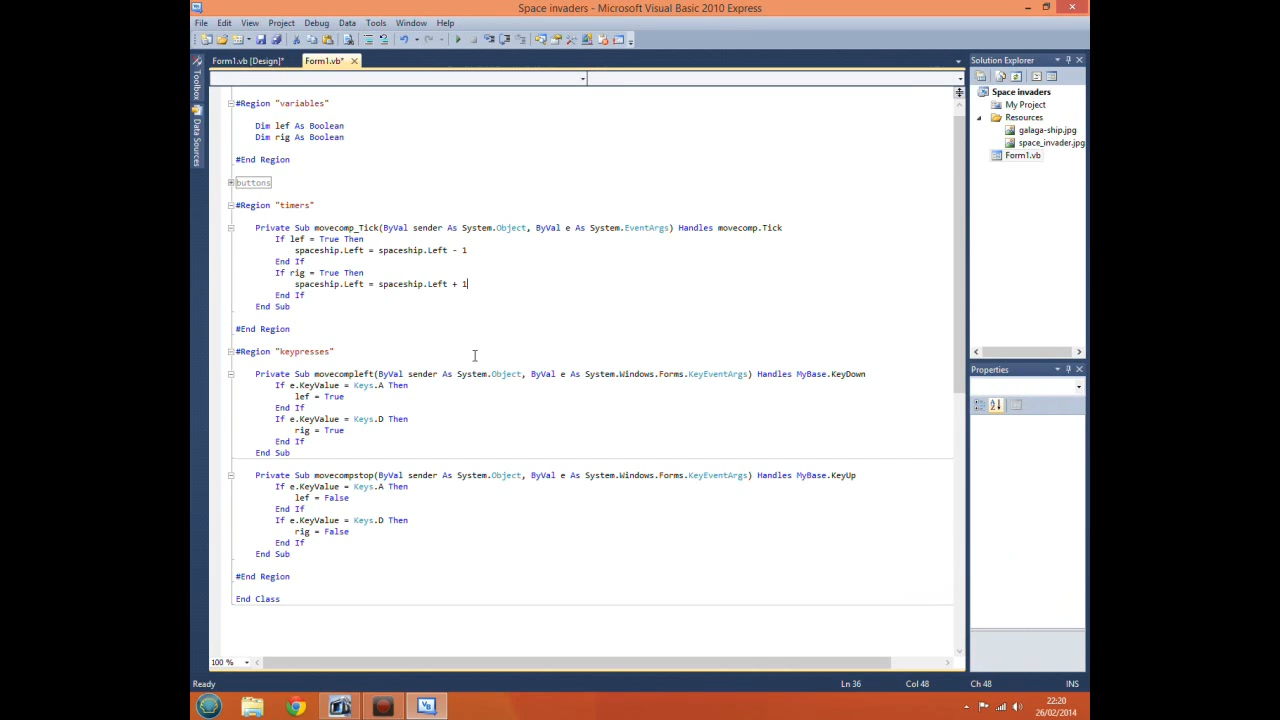 Space invaders - Microsoft Visual Basic 2010 Express
File Edit View Project Debug Data Tools Window Help
Form1.vb [Design]* Form1.vb*
Toolbox
Data Sources
#Region "variables"
Dim lef As Boolean
Dim rig As Boolean
#End Region
buttons
#Region "timers"
Private Sub movecomp_Tick(ByVal sender As System.Object, ByVal e As System.EventArgs) Handles movecomp.Tick
If lef = True Then
spaceship.Left = spaceship.Left - 1
End If
If rig = True Then
spaceship.Left = spaceship.Left + 1
End If
End Sub
#End Region
#Region "keypresses"
Private Sub movecompleft(ByVal sender As System.Object, ByVal e As System.Windows.Forms.KeyEventArgs) Handles MyBase.KeyDown
If e.KeyValue = Keys.A Then
lef = True
End If
If e.KeyValue = Keys.D Then
rig = True
End If
End Sub
Private Sub movecompstop(ByVal sender As System.Object, ByVal e As System.Windows.Forms.KeyEventArgs) Handles MyBase.KeyUp
If e.KeyValue = Keys.A Then
lef = False
End If
If e.KeyValue = Keys.D Then
rig = False
End If
End Sub
#End Region
End Class
100 %
Solution Explorer
Space invaders
My Project
Resources
galaga-ship.jpg
space_invader.jpg
Form1.vb
Properties
Ready Ln 36 Col 48 Ch 48 INS
22:20
26/02/2014